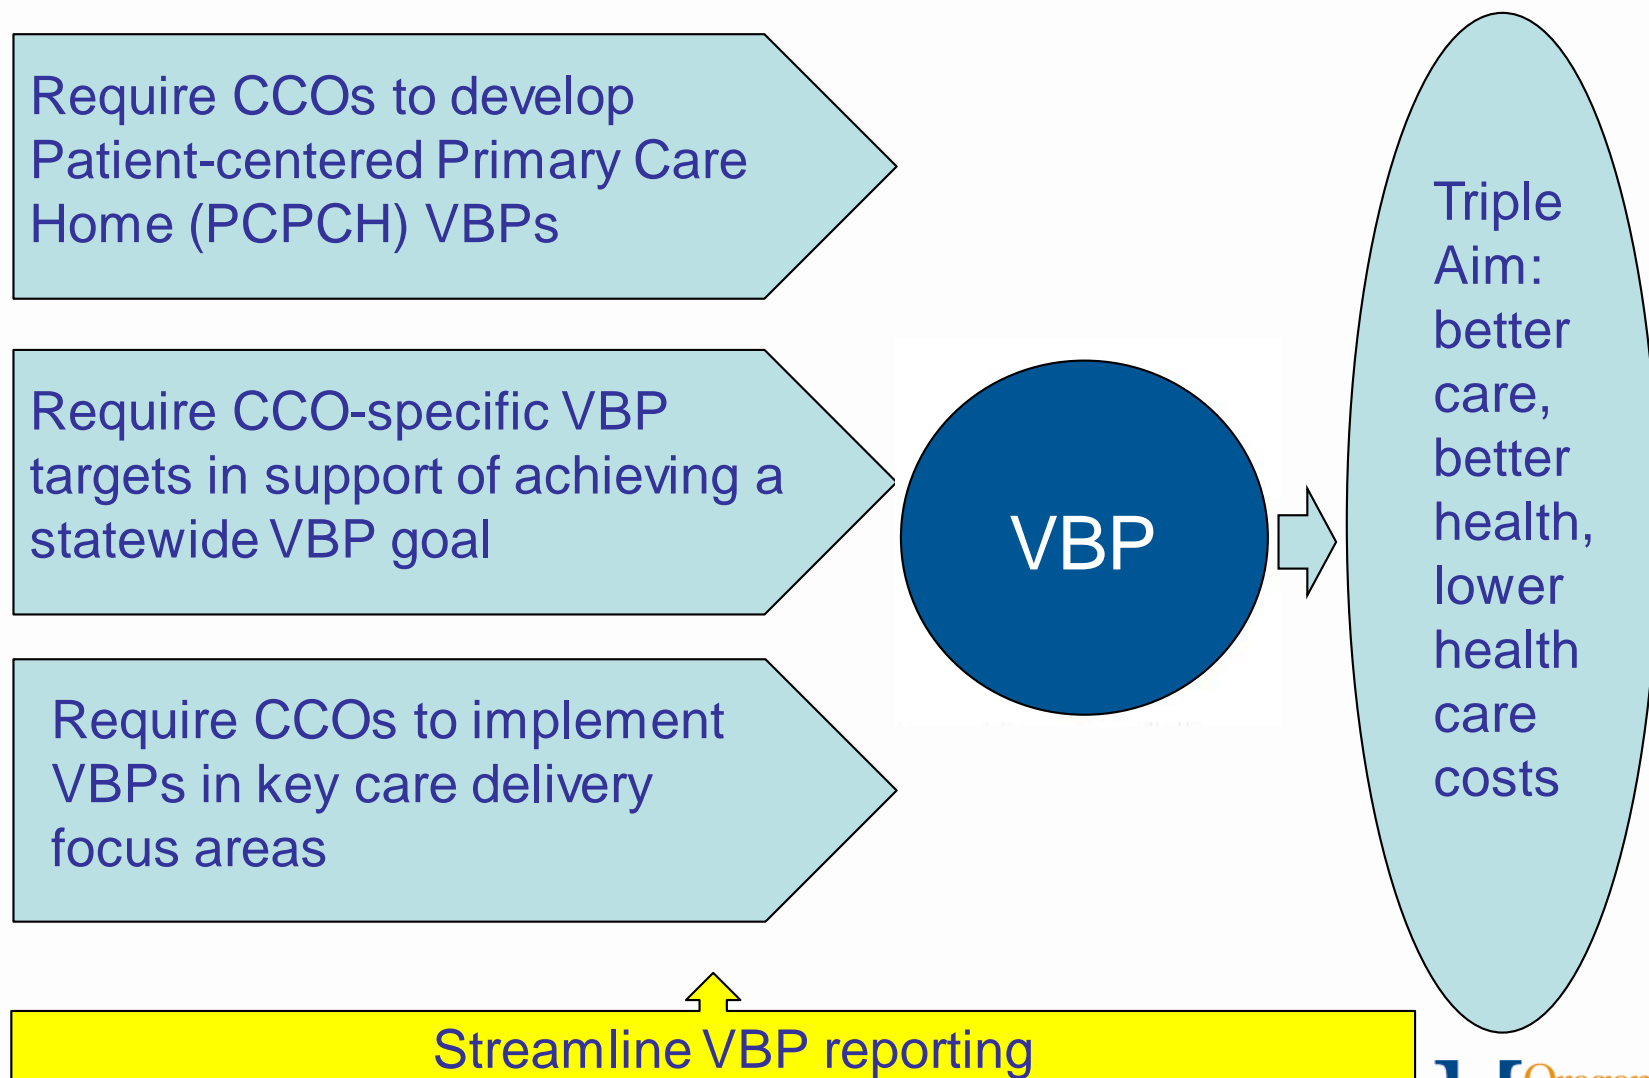 Require CCOs to develop
Patient-centered Primary Care
Home (PCPCH) VBPs
Require CCO-specific VBP
targets in support of achieving a
statewide VBP goal
Require CCOs to implement
VBPs in key care delivery
focus areas
VBP
Triple
Aim:
better
care,
better
health,
lower
health
care
costs
Streamline VBP reporting